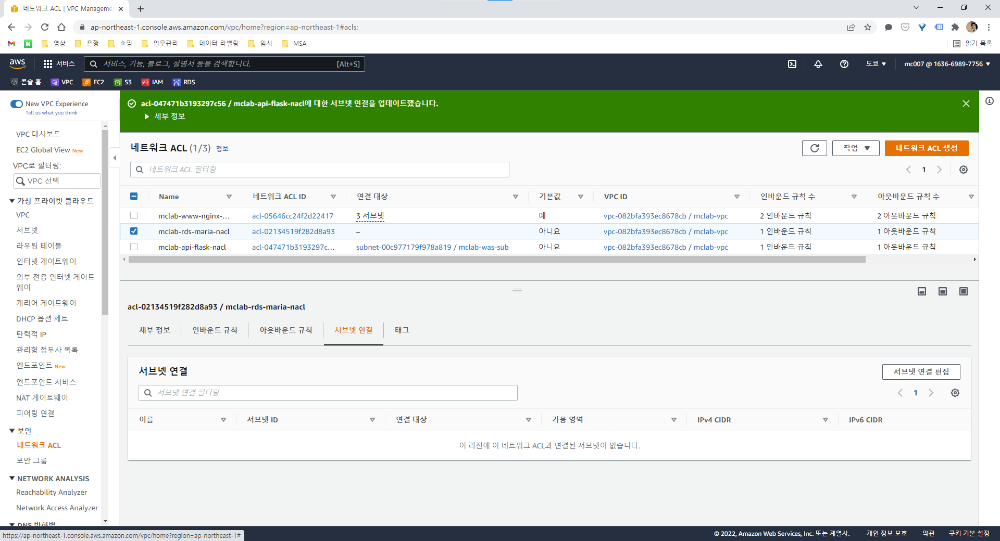 네트워크 ACL | VPC Manageme
ap-northeast-1.console.aws.amazon.com/vpc/home?region=ap-northeast-1#acls:
영상 은행 쇼핑 업무관리 데이터 라벨링 임시 MSA 읽기 목록
aws 서비스 서비스, 기능, 블로그, 설명서 등을 검색합니다. [Alt+S] 도쿄 mc007 @ 1636-6989-7756
콘솔 홈 VPC EC2 S3 IAM RDS
New VPC Experience
Tell us what you think
VPC 대시보드
EC2 Global View New
VPC로 필터링:
VPC 선택
가상 프라이빗 클라우드
VPC
서브넷
라우팅 테이블
인터넷 게이트웨이
외부 전용 인터넷 게이트
웨이
캐리어 게이트웨이
DHCP 옵션 세트
탄력적 IP
관리형 접두사 목록
엔드포인트 New
엔드포인트 서비스
NAT 게이트웨이
피어링 연결
보안
네트워크 ACL
보안 그룹
NETWORK ANALYSIS
Reachability Analyzer
Network Access Analyzer
DNS 방화벽
acl-047471b3193297c56 / mclab-api-flask-nacl에 대한 서브넷 연결을 업데이트했습니다.
세부 정보
네트워크 ACL (1/3) 정보
작업 네트워크 ACL 생성
네트워크 ACL 필터링
1
Name 네트워크 ACL ID 연결 대상 기본값 VPC ID 인바운드 규칙 수 아웃바운드 규칙 수
mclab-www-nginx-... acl-05646cc24f2d22417 3 서브넷 예 vpc-082bfa393ec8678cb / mclab-vpc 2 인바운드 규칙 2 아웃바운드 규칙
mclab-rds-maria-nacl acl-02134519f282d8a93 – 아니요 vpc-082bfa393ec8678cb / mclab-vpc 1 인바운드 규칙 1 아웃바운드 규칙
mclab-api-flask-nacl acl-047471b3193297c... subnet-00c977179f978a819 / mclab-was-sub 아니요 vpc-082bfa393ec8678cb / mclab-vpc 1 인바운드 규칙 1 아웃바운드 규칙
acl-02134519f282d8a93 / mclab-rds-maria-nacl
세부 정보 인바운드 규칙 아웃바운드 규칙 서브넷 연결 태그
서브넷 연결
서브넷 연결 편집
서브넷 연결 필터링
1
이름 서브넷 ID 연결 대상 가용 영역 IPv4 CIDR IPv6 CIDR
이 리전에 이 네트워크 ACL과 연결된 서브넷이 없습니다.
https://ap-northeast-1.console.aws.amazon.com/vpc/home?region=ap-northeast-1#
© 2022, Amazon Web Services, Inc. 또는 계열사. 개인 정보 보호 약관 쿠키 기본 설정